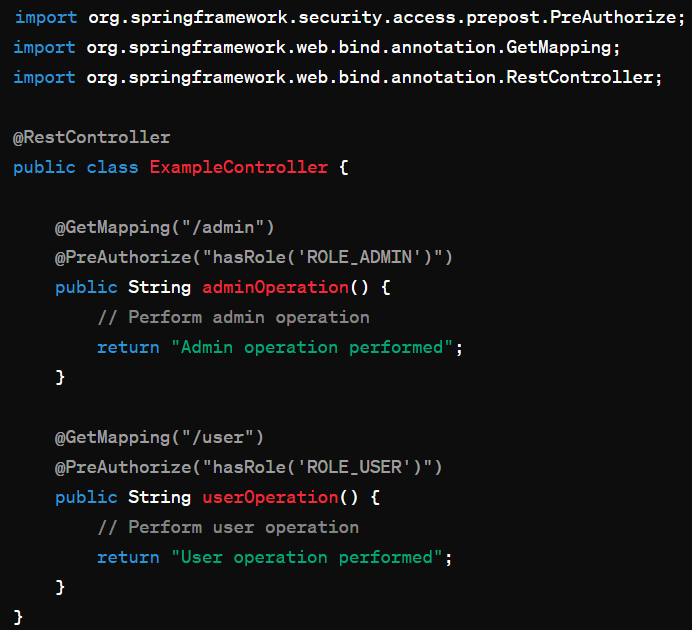 import org.springframework.security.access.prepost.PreAuthorize;
import org.springframework.web.bind.annotation.GetMapping;
import org.springframework.web.bind.annotation.RestController;

@RestController
public class ExampleController {

    @GetMapping("/admin")
    @PreAuthorize("hasRole('ROLE_ADMIN')")
    public String adminOperation() {
        // Perform admin operation
        return "Admin operation performed";
    }

    @GetMapping("/user")
    @PreAuthorize("hasRole('ROLE_USER')")
    public String userOperation() {
        // Perform user operation
        return "User operation performed";
    }
}